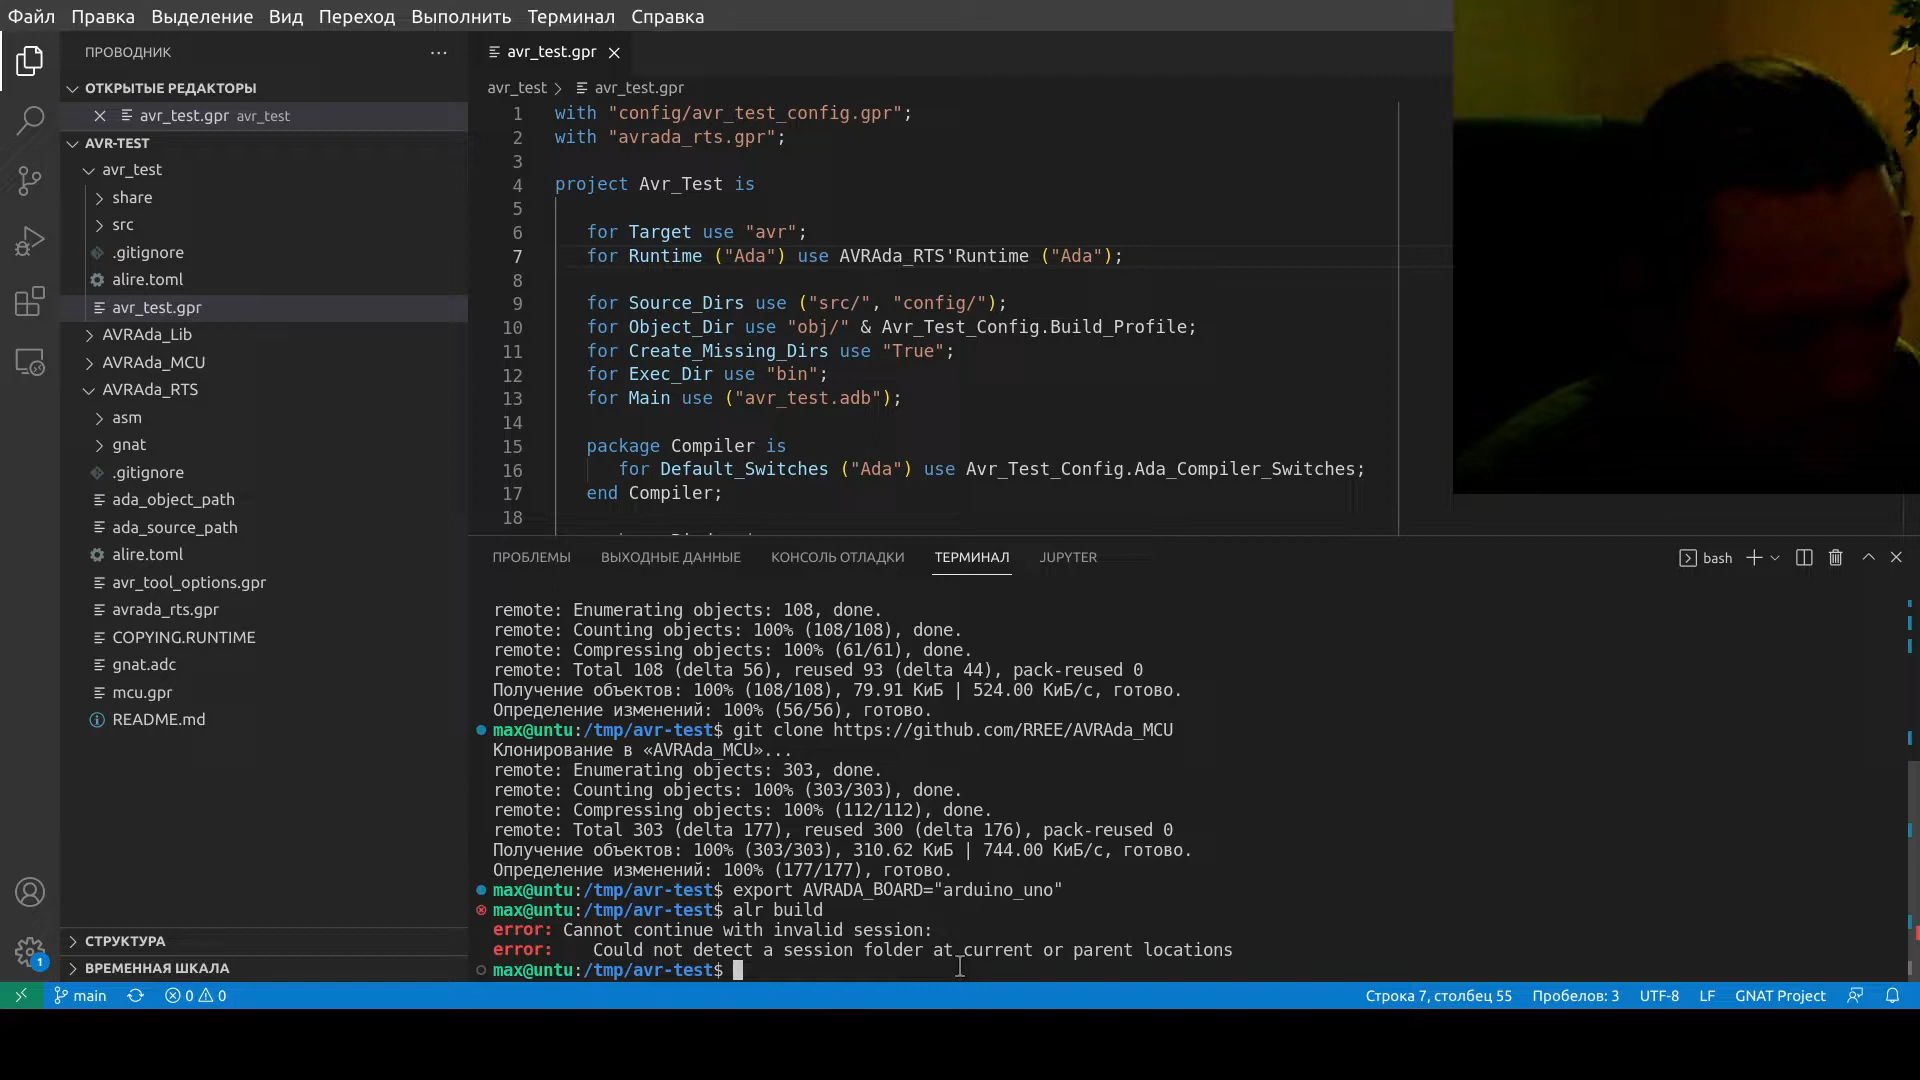 Файл Правка Выделение Вид Переход Выполнить Терминал Справка
ПРОВОДНИК
ОТКРЫТЫЕ РЕДАКТОРЫ
avr_test.gpr avr_test
AVR-TEST
avr_test
share
src
.gitignore
alire.toml
avr_test.gpr
AVRAda_Lib
AVRAda_MCU
AVRAda_RTS
asm
gnat
.gitignore
ada_object_path
ada_source_path
alire.toml
avr_tool_options.gpr
avrada_rts.gpr
COPYING.RUNTIME
gnat.adc
mcu.gpr
README.md
СТРУКТУРА
ВРЕМЕННАЯ ШКАЛА
1
avr_test.gpr
avr_test > avr_test.gpr
1 with "config/avr_test_config.gpr";
2 with "avrada_rts.gpr";
3
4 project Avr_Test is
5
6 for Target use "avr";
7 for Runtime ("Ada") use AVRAda_RTS'Runtime ("Ada");
8
9 for Source_Dirs use ("src/", "config/");
10 for Object_Dir use "obj/" & Avr_Test_Config.Build_Profile;
11 for Create_Missing_Dirs use "True";
12 for Exec_Dir use "bin";
13 for Main use ("avr_test.adb");
14
15 package Compiler is
16 for Default_Switches ("Ada") use Avr_Test_Config.Ada_Compiler_Switches;
17 end Compiler;
18
ПРОБЛЕМЫ ВЫХОДНЫЕ ДАННЫЕ КОНСОЛЬ ОТЛАДКИ ТЕРМИНАЛ JUPYTER bash
remote: Enumerating objects: 108, done.
remote: Counting objects: 100% (108/108), done.
remote: Compressing objects: 100% (61/61), done.
remote: Total 108 (delta 56), reused 93 (delta 44), pack-reused 0
Получение объектов: 100% (108/108), 79.91 КиБ | 524.00 КиБ/с, готово.
Определение изменений: 100% (56/56), готово.
max@untu:/tmp/avr-test$ git clone https://github.com/RREE/AVRAda_MCU
Клонирование в «AVRAda_MCU»...
remote: Enumerating objects: 303, done.
remote: Counting objects: 100% (303/303), done.
remote: Compressing objects: 100% (112/112), done.
remote: Total 303 (delta 177), reused 300 (delta 176), pack-reused 0
Получение объектов: 100% (303/303), 310.62 КиБ | 744.00 КиБ/с, готово.
Определение изменений: 100% (177/177), готово.
max@untu:/tmp/avr-test$ export AVRADA_BOARD="arduino_uno"
max@untu:/tmp/avr-test$ alr build
error: Cannot continue with invalid session:
error:    Could not detect a session folder at current or parent locations
max@untu:/tmp/avr-test$
main 0 0 Строка 7, столбец 55 Пробелов: 3 UTF-8 LF GNAT Project